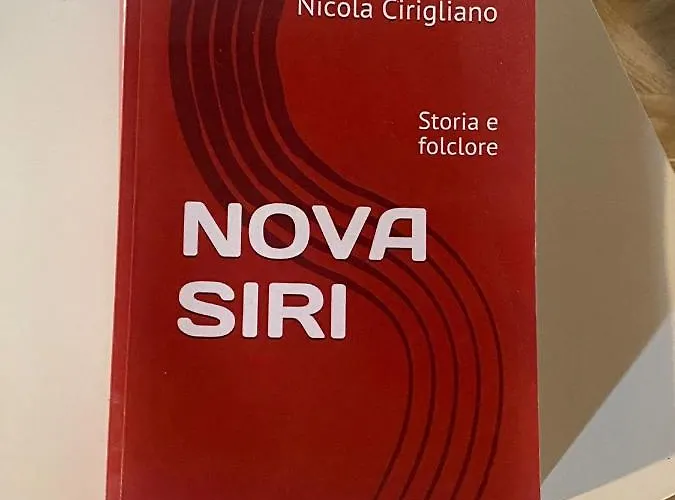 Nicola Cirigliano
Storia e
folclore
NOVA
SIRI